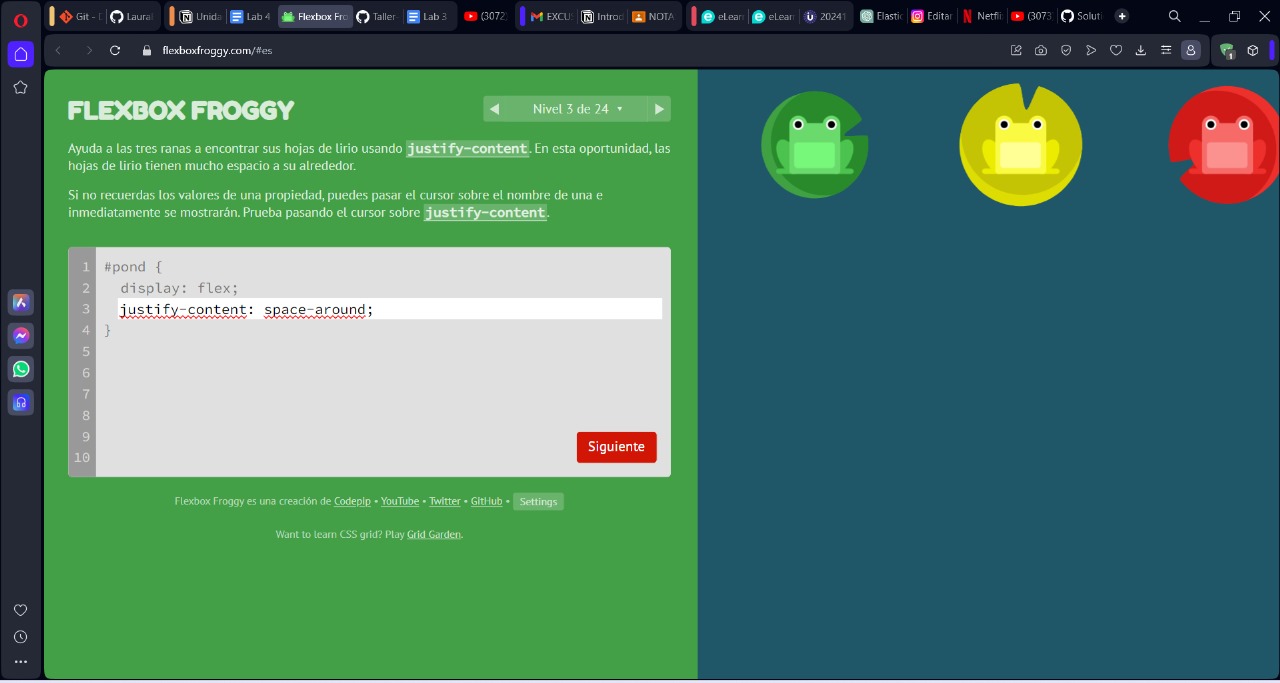 Git - D
Laural
Unida
Lab 4
Flexbox Fro
Taller
Lab 3
(3072
EXCUS
Introd
NOTA
eLearn
eLearn
20241
Elastic
Editar
Netflix
(3073
Soluti
flexboxfroggy.com/#es
1
FLEXBOX FROGGY
Nivel 3 de 24
Ayuda a las tres ranas a encontrar sus hojas de lirio usando justify-content. En esta oportunidad, las
hojas de lirio tienen mucho espacio a su alrededor.
Si no recuerdas los valores de una propiedad, puedes pasar el cursor sobre el nombre de una e
inmediatamente se mostrarán. Prueba pasando el cursor sobre justify-content.
1 #pond {
2 display: flex;
3 justify-content: space-around;
4 }
5
6
7
8
9
10
Siguiente
Flexbox Froggy es una creación de Codepip • YouTube • Twitter • GitHub • Settings
Want to learn CSS grid? Play Grid Garden.